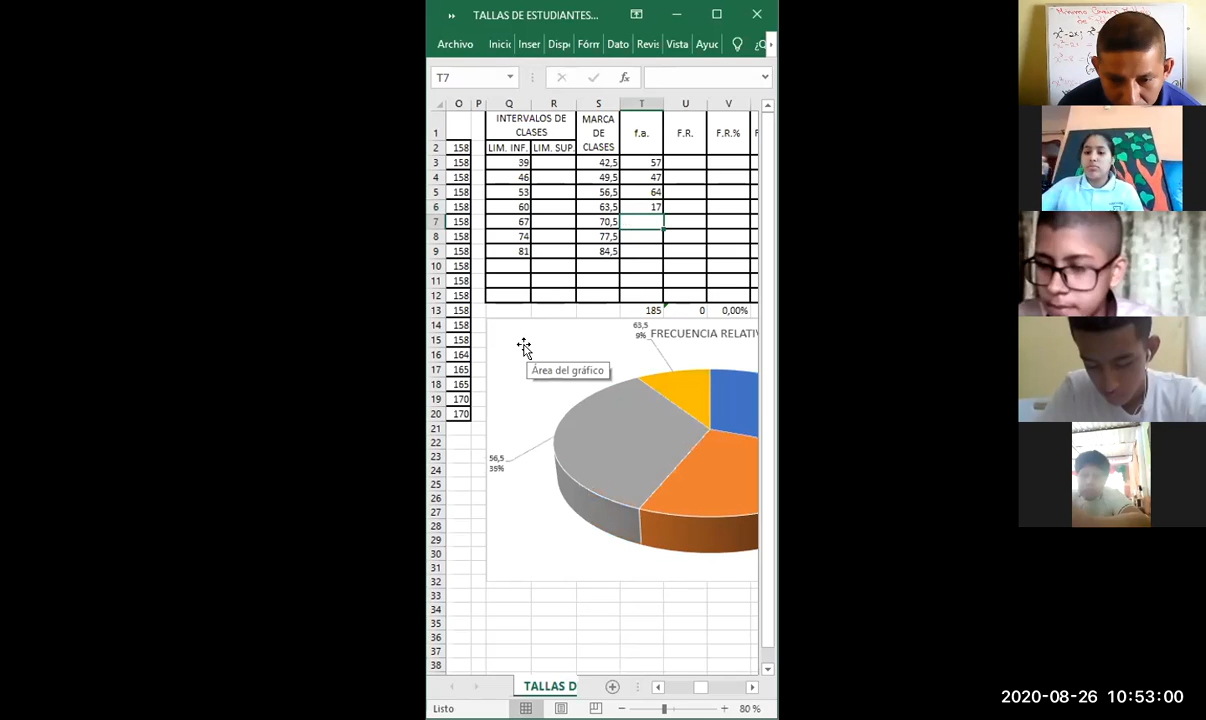 TALLAS DE ESTUDIANTES...
Archivo Inicio Inser Dispo Fórm Dato Revis Vista Ayuc ¿O
T7 fx
O P Q R S T U V
1 INTERVALOS DE CLASES MARCA DE CLASES f.a. F.R. F.R.% F
2 158 LIM. INF. LIM. SUP.
3 158 39 42,5 57
4 158 46 49,5 47
5 158 53 56,5 64
6 158 60 63,5 17
7 158 67 70,5
8 158 74 77,5
9 158 81 84,5
10 158
11 158
12 158
13 158 185 0 0,00%
14 158
15 158
16 164
17 165
18 165
19 170
20 170
21
22
23
24
25
26
27
28
29
30
31
32
33
34
35
36
37
38
63,5
9%
FRECUENCIA RELATIV
Área del gráfico
56,5
35%
TALLAS D
Listo 80 %
2020-08-26 10:53:00